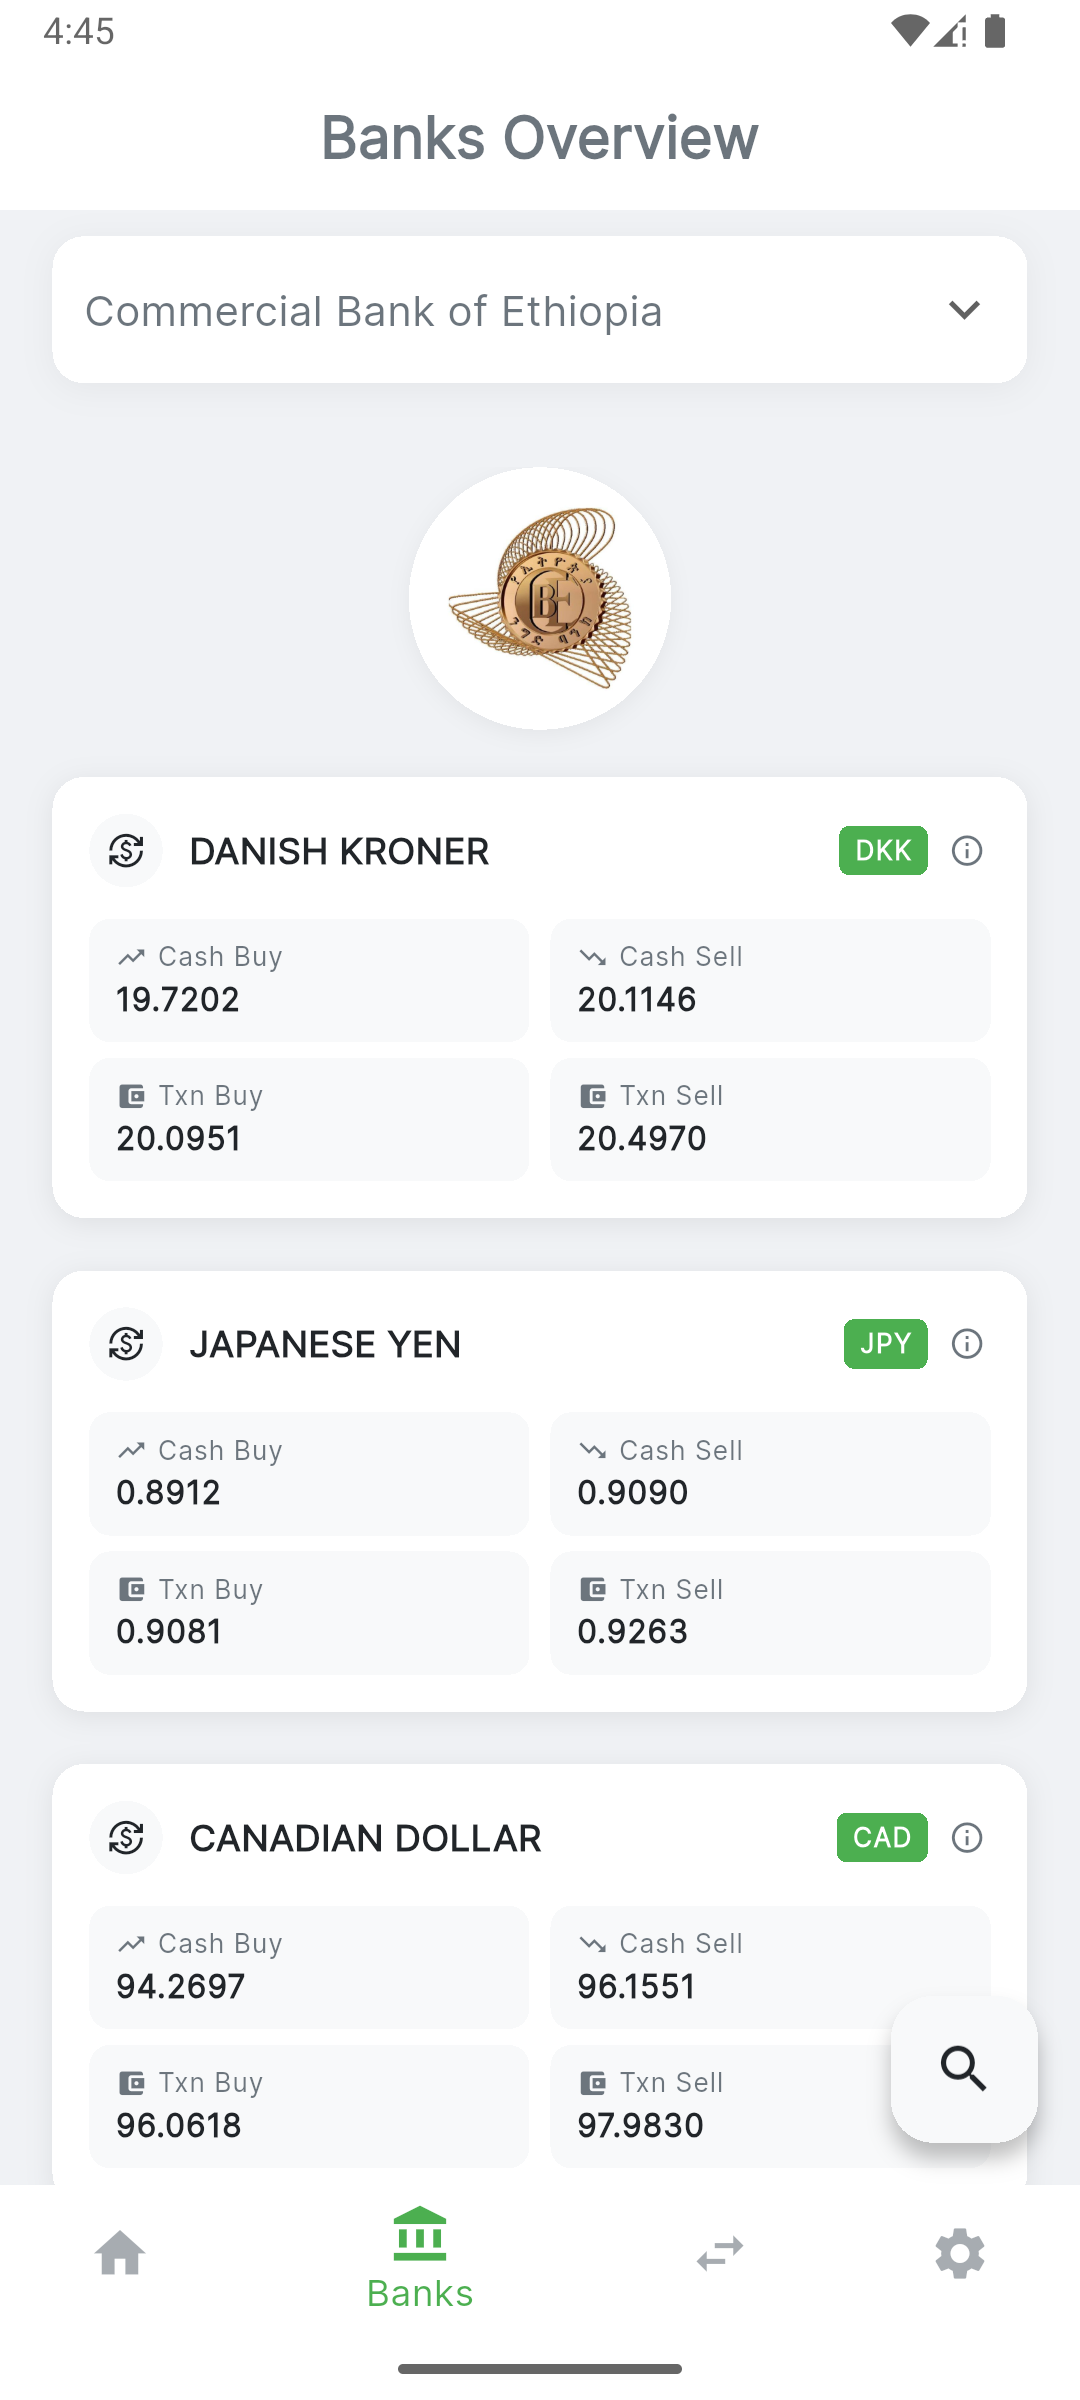 4:45
Banks Overview
Commercial Bank of Ethiopia
DANISH KRONER
DKK
Cash Buy
19.7202
Cash Sell
20.1146
Txn Buy
20.0951
Txn Sell
20.4970
JAPANESE YEN
JPY
Cash Buy
0.8912
Cash Sell
0.9090
Txn Buy
0.9081
Txn Sell
0.9263
CANADIAN DOLLAR
CAD
Cash Buy
94.2697
Cash Sell
96.1551
Txn Buy
96.0618
Txn Sell
97.9830
Banks